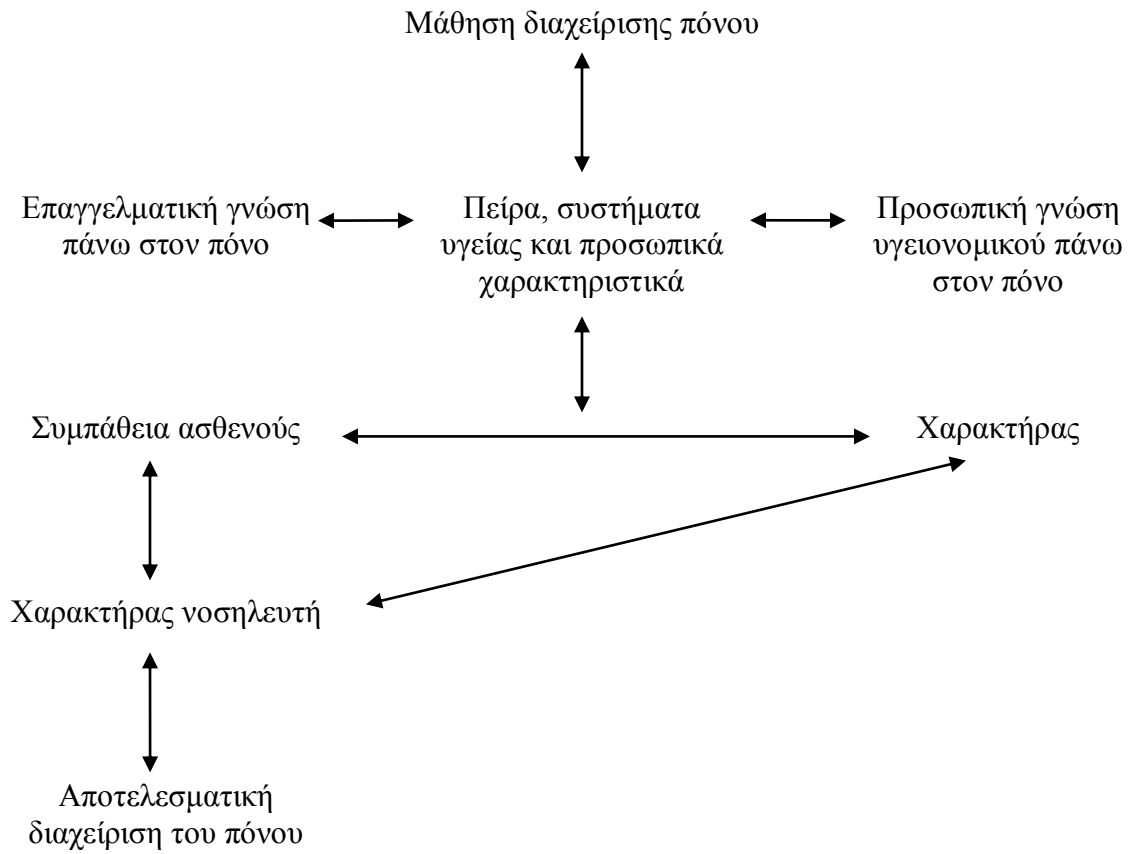 Μάθηση διαχείρισης πόνου
Επαγγελματική γνώση
πάνω στον πόνο
Πείρα, συστήματα
υγείας και προσωπικά
χαρακτηριστικά
Προσωπική γνώση
υγειονομικού πάνω
στον πόνο
Συμπάθεια ασθενούς
Χαρακτήρας
Χαρακτήρας νοσηλευτή
Αποτελεσματική
διαχείριση του πόνου